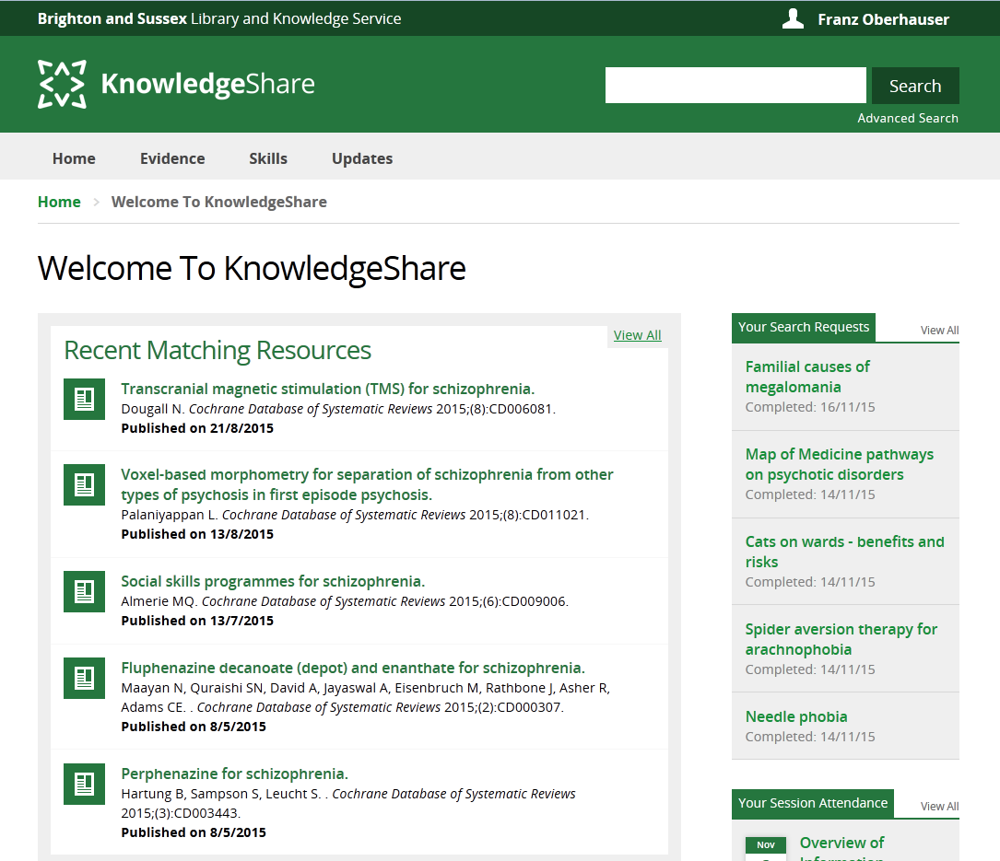 Brighton and Sussex Library and Knowledge Service
Franz Oberhauser
KnowledgeShare
Search
Advanced Search
Home
Evidence
Skills
Updates
Home > Welcome To KnowledgeShare
Welcome To KnowledgeShare
View All
Recent Matching Resources
Transcranial magnetic stimulation (TMS) for schizophrenia.
Dougall N. Cochrane Database of Systematic Reviews 2015;(8):CD006081.
Published on 21/8/2015
Voxel-based morphometry for separation of schizophrenia from other
types of psychosis in first episode psychosis.
Palaniyappan L. Cochrane Database of Systematic Reviews 2015;(8):CD011021.
Published on 13/8/2015
Social skills programmes for schizophrenia.
Almerie MQ. Cochrane Database of Systematic Reviews 2015;(6):CD009006.
Published on 13/7/2015
Fluphenazine decanoate (depot) and enanthate for schizophrenia.
Maayan N, Quraishi SN, David A, Jayaswal A, Eisenbruch M, Rathbone J, Asher R,
Adams CE. . Cochrane Database of Systematic Reviews 2015;(2):CD000307.
Published on 8/5/2015
Perphenazine for schizophrenia.
Hartung B, Sampson S, Leucht S. . Cochrane Database of Systematic Reviews
2015;(3):CD003443.
Published on 8/5/2015
Your Search Requests
View All
Familial causes of
megalomania
Completed: 16/11/15
Map of Medicine pathways
on psychotic disorders
Completed: 14/11/15
Cats on wards - benefits and
risks
Completed: 14/11/15
Spider aversion therapy for
arachnophobia
Completed: 14/11/15
Needle phobia
Completed: 14/11/15
Your Session Attendance
View All
Nov
Overview of
Information